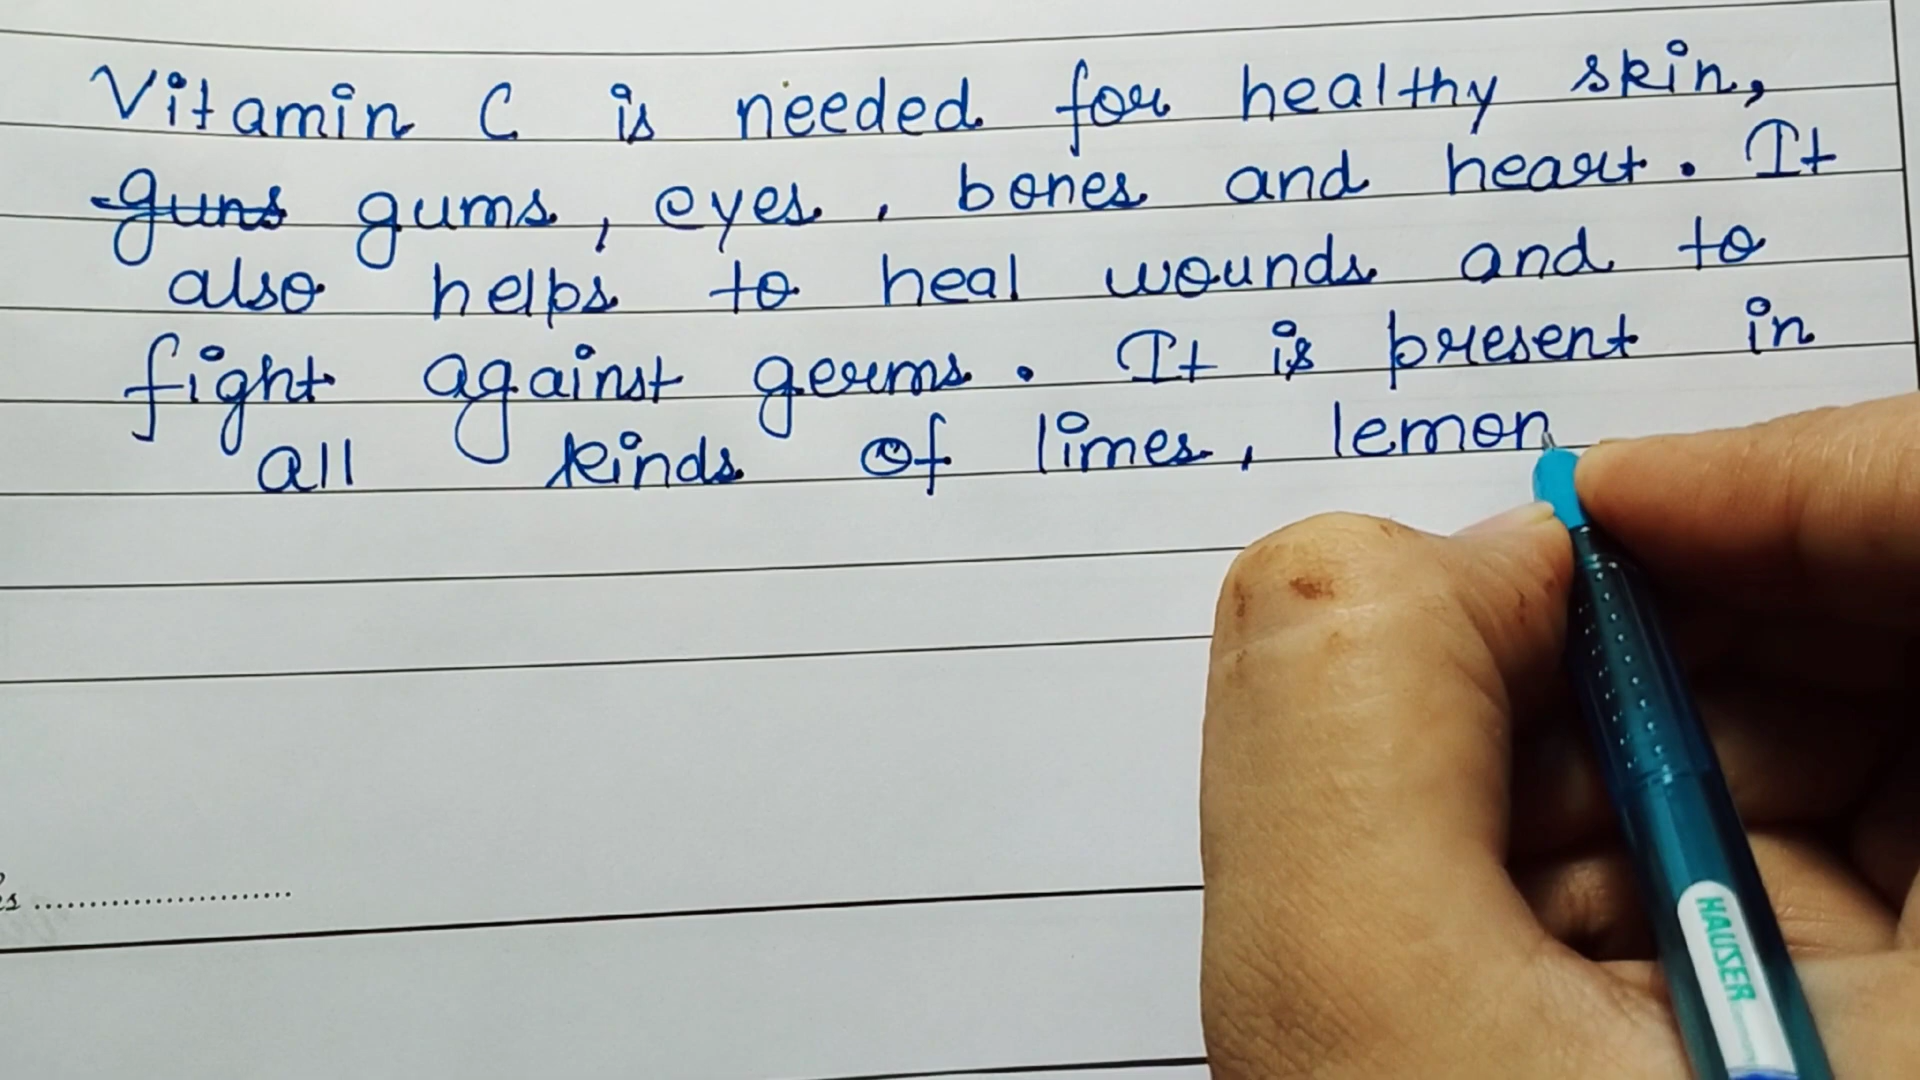 Vitamin C is needed for healthy skin,
guns gums, eyes, bones and heart. It
also helps to heal wounds and to
fight against germs. It is present in
all kinds of limes, lemon
HAUSER